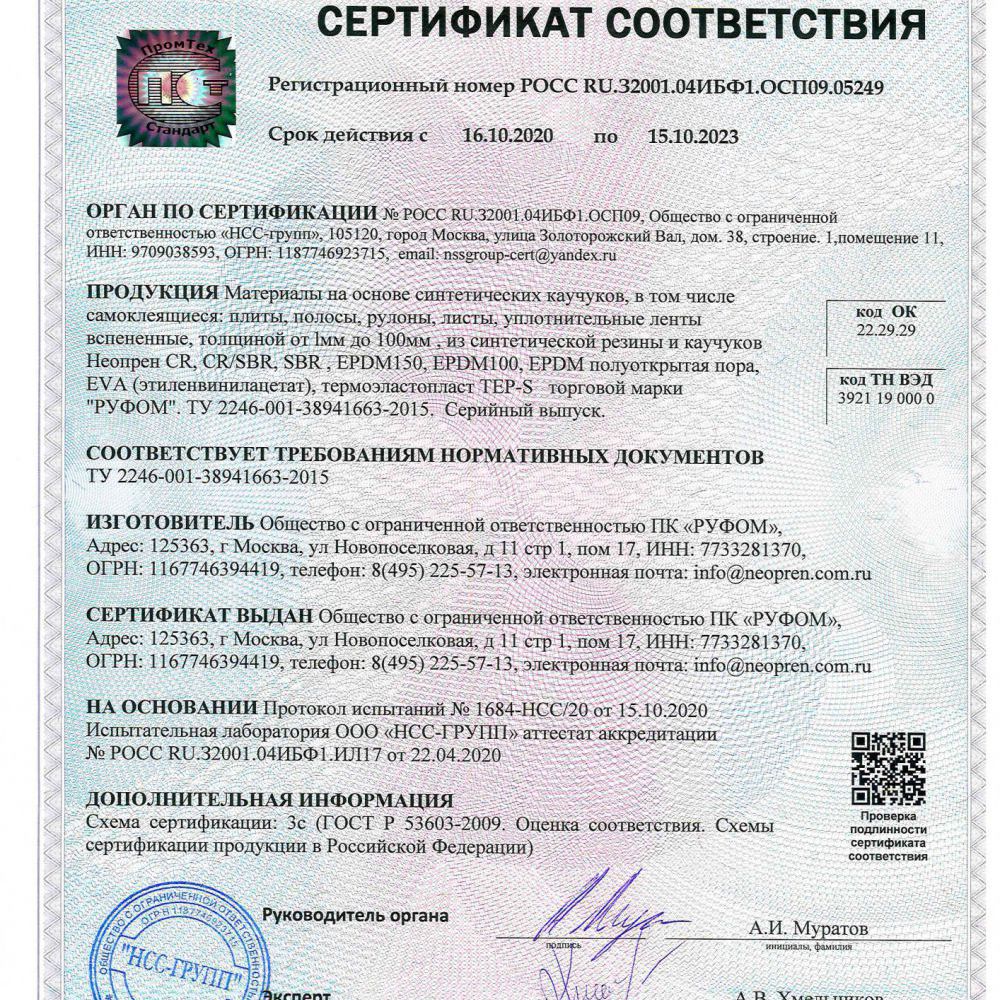 СЕРТИФИКАТ СООТВЕТСТВИЯ
ПромТех
ПСТ
Стандарт
Регистрационный номер РОСС RU.З2001.04ИБФ1.ОСП09.05249
Срок действия с 16.10.2020 по 15.10.2023
ОРГАН ПО СЕРТИФИКАЦИИ № РОСС RU.З2001.04ИБФ1.ОСП09, Общество с ограниченной
ответственностью «НСС-групп», 105120, город Москва, улица Золоторожский Вал, дом. 38, строение. 1,помещение 11,
ИНН: 9709038593, ОГРН: 1187746923715, email: nssgroup-cert@yandex.ru
ПРОДУКЦИЯ Материалы на основе синтетических каучуков, в том числе
самоклеящиеся: плиты, полосы, рулоны, листы, уплотнительные ленты
вспененные, толщиной от 1мм до 100мм , из синтетической резины и каучуков
Неопрен CR, CR/SBR, SBR , EPDM150, EPDM100, EPDM полуоткрытая пора,
EVA (этиленвинилацетат), термоэластопласт TEP-S торговой марки
"РУФОМ". ТУ 2246-001-38941663-2015. Серийный выпуск.
код ОК
22.29.29
код ТН ВЭД
3921 19 000 0
СООТВЕТСТВУЕТ ТРЕБОВАНИЯМ НОРМАТИВНЫХ ДОКУМЕНТОВ
ТУ 2246-001-38941663-2015
ИЗГОТОВИТЕЛЬ Общество с ограниченной ответственностью ПК «РУФОМ»,
Адрес: 125363, г Москва, ул Новопоселковая, д 11 стр 1, пом 17, ИНН: 7733281370,
ОГРН: 1167746394419, телефон: 8(495) 225-57-13, электронная почта: info@neopren.com.ru
СЕРТИФИКАТ ВЫДАН Общество с ограниченной ответственностью ПК «РУФОМ»,
Адрес: 125363, г Москва, ул Новопоселковая, д 11 стр 1, пом 17, ИНН: 7733281370,
ОГРН: 1167746394419, телефон: 8(495) 225-57-13, электронная почта: info@neopren.com.ru
НА ОСНОВАНИИ Протокол испытаний № 1684-НСС/20 от 15.10.2020
Испытательная лаборатория ООО «НСС-ГРУПП» аттестат аккредитации
№ РОСС RU.З2001.04ИБФ1.ИЛ17 от 22.04.2020
ДОПОЛНИТЕЛЬНАЯ ИНФОРМАЦИЯ
Схема сертификации: 3с (ГОСТ Р 53603-2009. Оценка соответствия. Схемы
сертификации продукции в Российской Федерации)
Проверка
подлинности
сертификата
соответствия
ОБЩЕСТВО С ОГРАНИЧЕННОЙ ОТВЕТСТВЕННОСТЬЮ
ОГРН 1187746923715
"НСС-ГРУПП"
Руководитель органа
подпись
А.И. Муратов
инициалы, фамилия
Эксперт
А.В. Хмельников